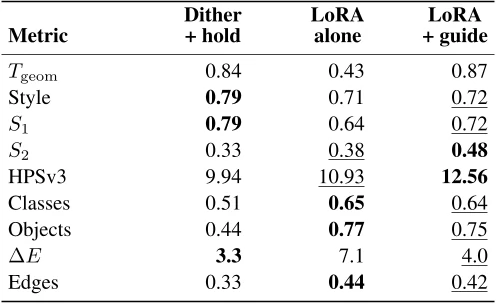 Metric Dither + hold LoRA alone LoRA + guide
T_geom 0.84 0.43 0.87
Style 0.79 0.71 0.72
S_1 0.79 0.64 0.72
S_2 0.33 0.38 0.48
HPSv3 9.94 10.93 12.56
Classes 0.51 0.65 0.64
Objects 0.44 0.77 0.75
ΔE 3.3 7.1 4.0
Edges 0.33 0.44 0.42